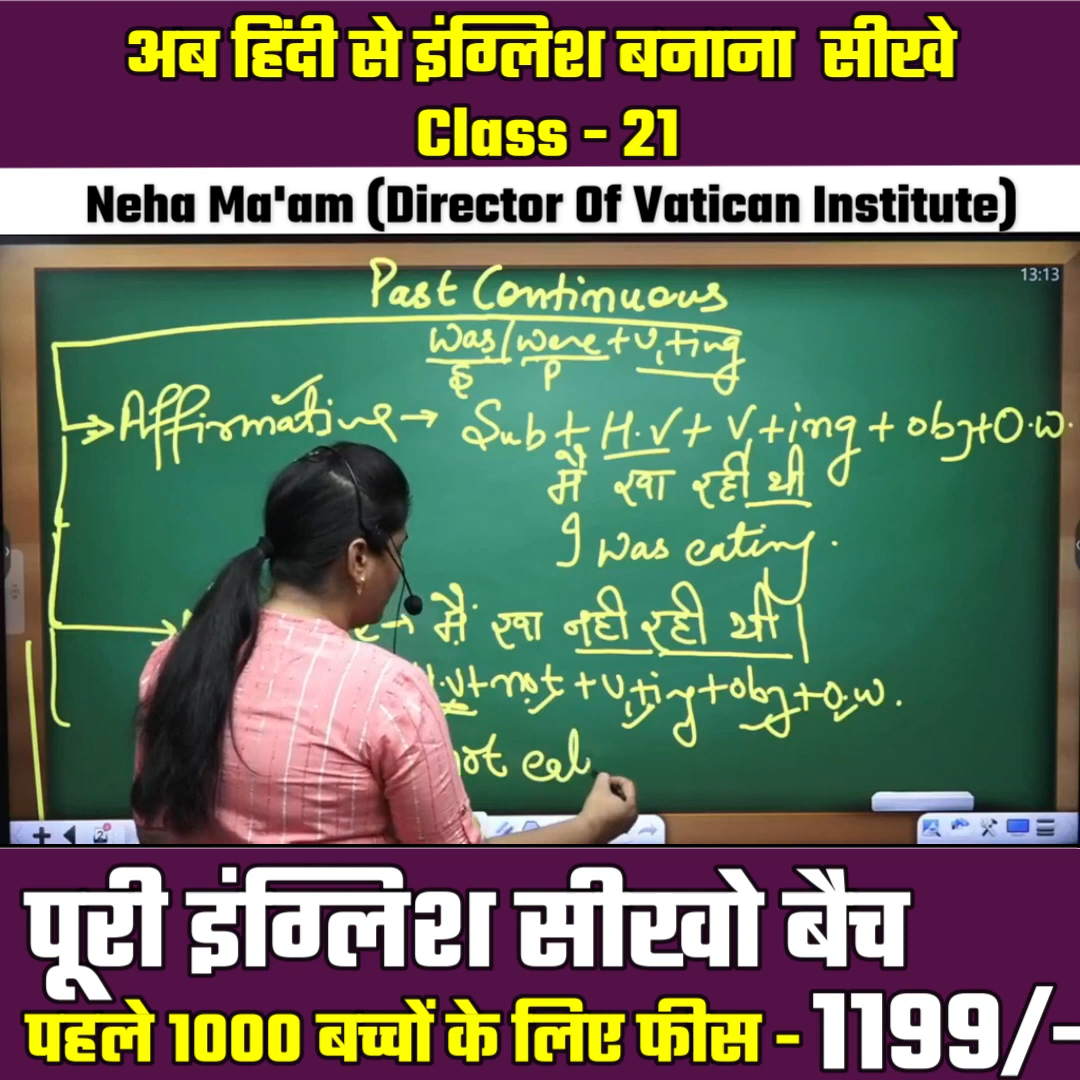 अब हिंदी से इंग्लिश बनाना सीखे
Class - 21
Neha Ma'am (Director Of Vatican Institute)
13:13
Past Continuous
Was/were + V1+ing
S P
→ Affirmative → Sub + H.V + V1+ing + obj+O.W.
मैं खा रही थी
I was eating.
मैं खा नही रही थी।
H.V+not + V1+ing+obj+O.W.
not eat
पूरी इंग्लिश सीखो बैच
पहले 1000 बच्चों के लिए फीस - 1199/-